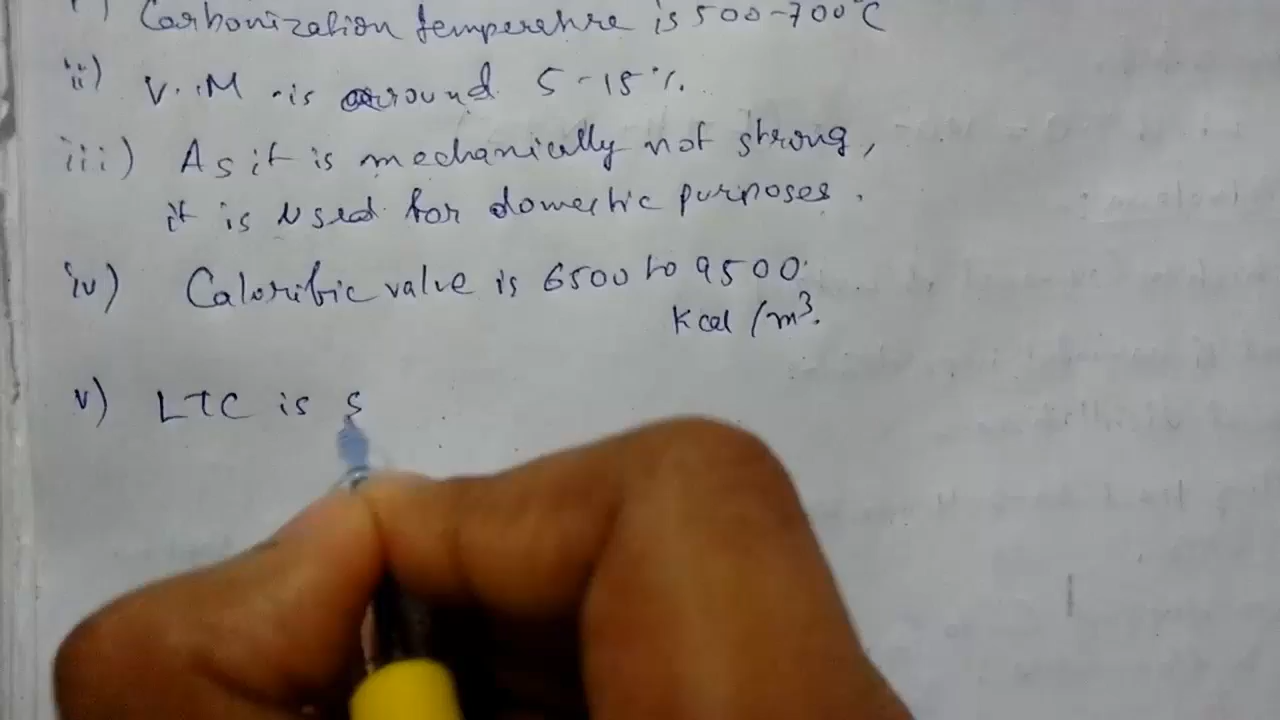 i) Carbonization temperature is 500-700°C
ii) V.M is around 5-15%.
iii) As it is mechanically not strong,
it is used for domestic purposes.
iv) Calorific value is 6500 to 9500
Kcal/m³.
v) LTC is s